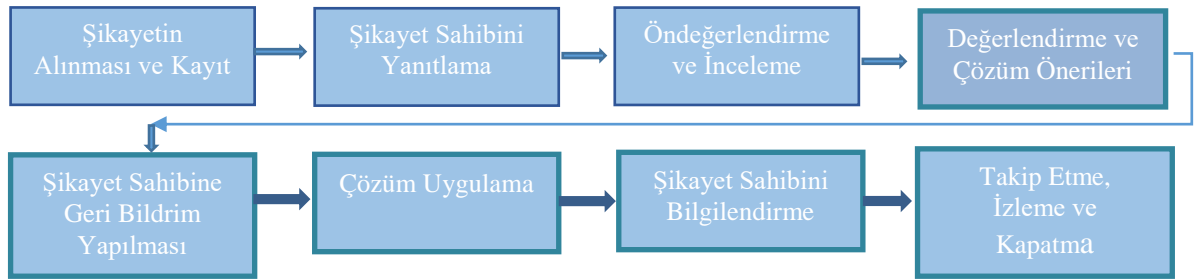 Şikayetin
Alınması ve Kayıt
Şikayet Sahibini
Yanıtlama
Öndeğerlendirme
ve İnceleme
Değerlendirme ve
Çözüm Önerileri
Şikayet Sahibine
Geri Bildrim
Yapılması
Çözüm Uygulama
Şikayet Sahibini
Bilgilendirme
Takip Etme,
İzleme ve
Kapatma